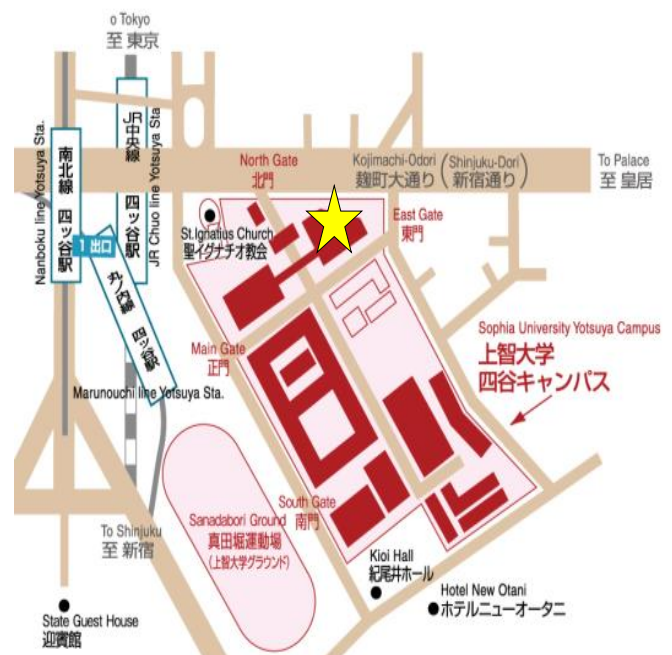 o Tokyo
至 東京
Nanboku line Yotsuya Sta.
南北線 四ッ谷駅
JR中央線 四ッ谷駅
JR Chuo line Yotsuya Sta
North Gate
北門
Kojimachi-Odori (Shinjuku-Dori)
麹町大通り(新宿通り)
To Palace
至 皇居
St.Ignatius Church
聖イグナチオ教会
East Gate
東門
1 出口
丸ノ内線 四ッ谷駅
Marunouchi line Yotsuya Sta.
Main Gate
正門
Sophia University Yotsuya Campus
上智大学
四谷キャンパス
South Gate
南門
Sanadabori Ground
真田堀運動場
(上智大学グラウンド)
To Shinjuku
至 新宿
Kioi Hall
紀尾井ホール
Hotel New Otani
ホテルニューオータニ
State Guest House
迎賓館